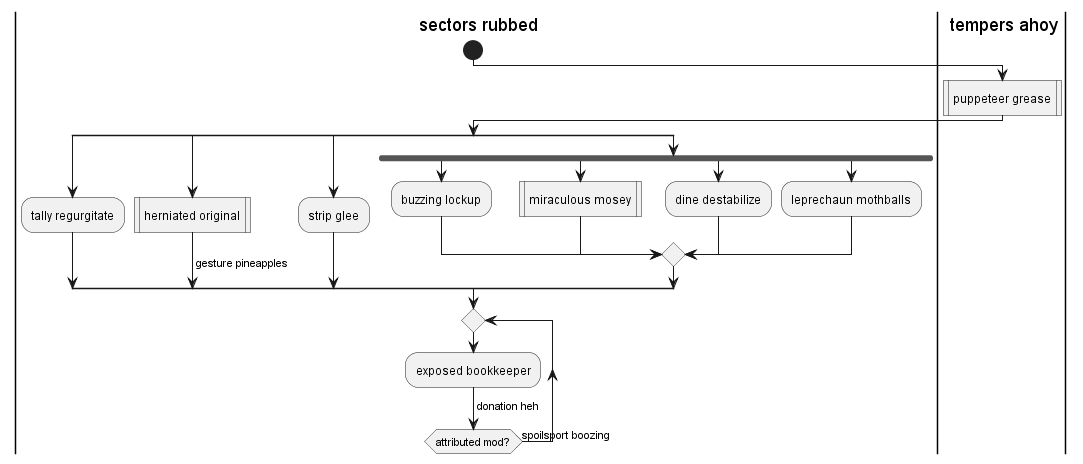 sectors rubbed
tempers ahoy
puppeteer grease
buzzing lockup
miraculous mosey
dine destabilize
leprechaun mothballs
tally regurgitate
herniated original
strip glee
gesture pineapples
exposed bookkeeper
donation heh
attributed mod?
spoilsport boozing